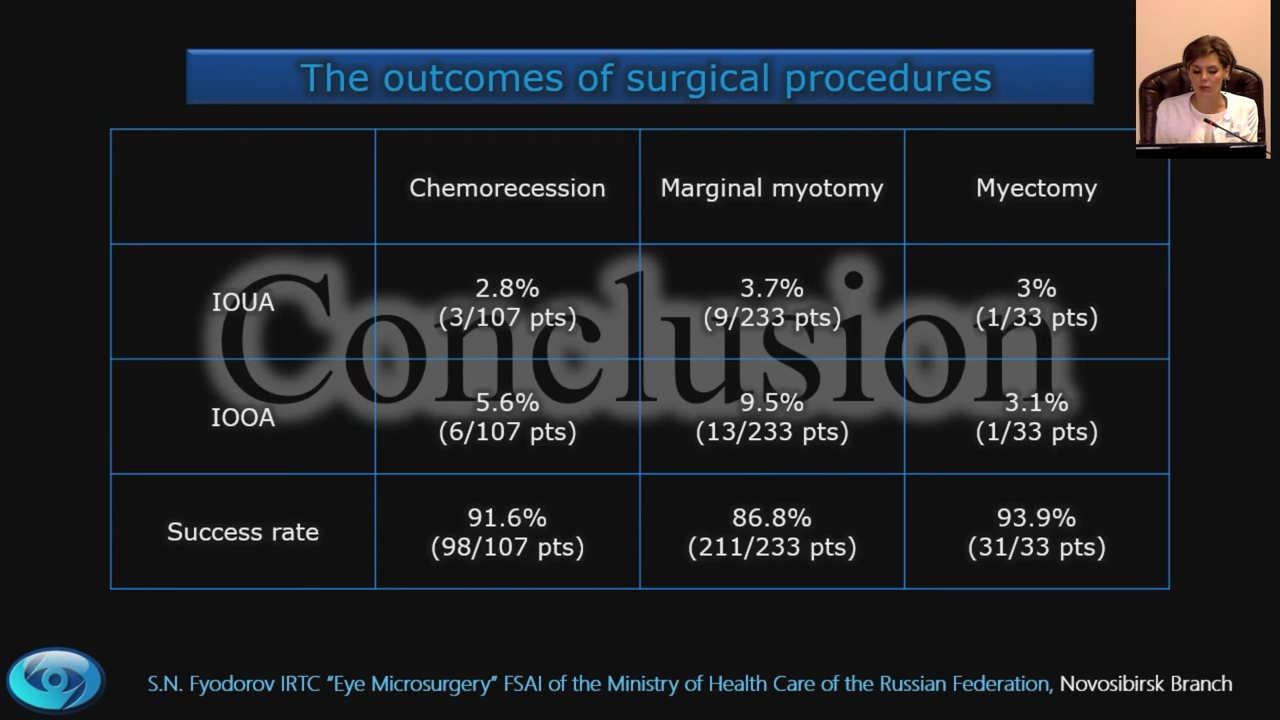 The outcomes of surgical procedures
Chemorecession
Marginal myotomy
Myectomy
IOUA
2.8%
(3/107 pts)
3.7%
(9/233 pts)
3%
(1/33 pts)
IOOA
5.6%
(6/107 pts)
9.5%
(13/233 pts)
3.1%
(1/33 pts)
Success rate
91.6%
(98/107 pts)
86.8%
(211/233 pts)
93.9%
(31/33 pts)
Conclusion
S.N. Fyodorov IRTC “Eye Microsurgery” FSAI of the Ministry of Health Care of the Russian Federation, Novosibirsk Branch